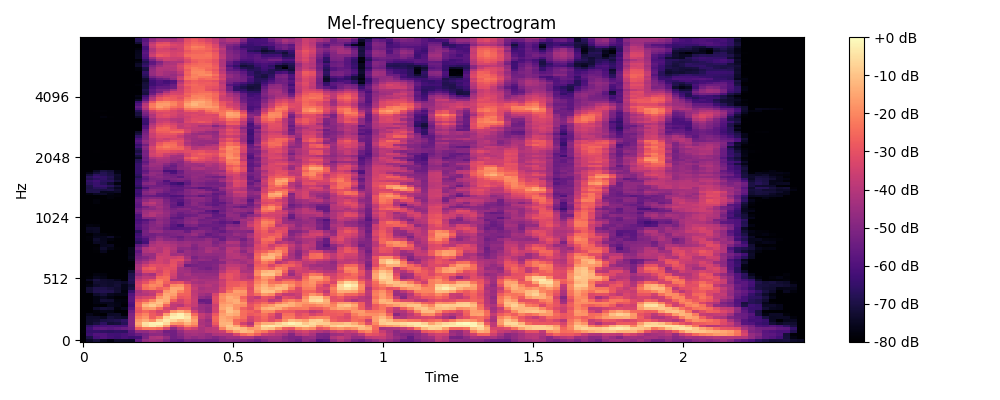 Mel-frequency spectrogram
+0 dB
-10 dB
-20 dB
-30 dB
-40 dB
-50 dB
-60 dB
-70 dB
-80 dB
4096
2048
1024
512
0
Hz
0
0.5
1
1.5
2
Time